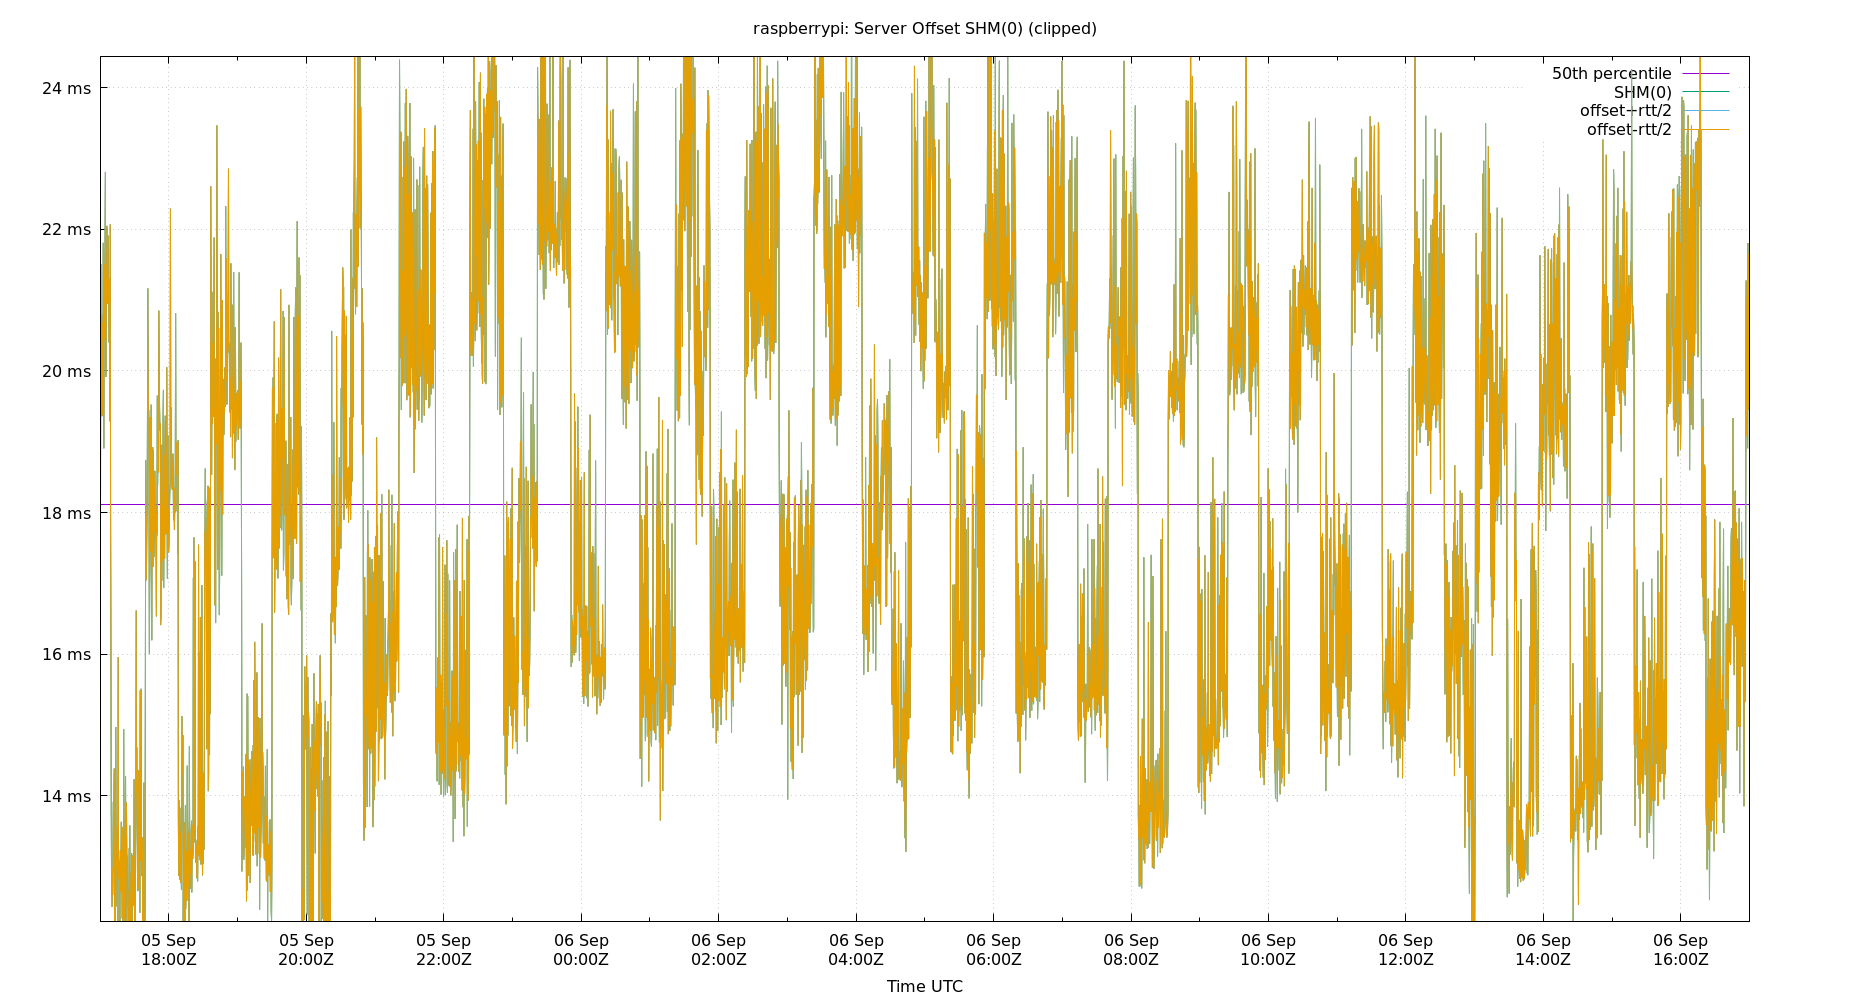 raspberrypi: Server Offset SHM(0) (clipped)
50th percentile
SHM(0)
offset+rtt/2
offset-rtt/2
24 ms
22 ms
20 ms
18 ms
16 ms
14 ms
05 Sep
18:00Z
05 Sep
20:00Z
05 Sep
22:00Z
06 Sep
00:00Z
06 Sep
02:00Z
06 Sep
04:00Z
06 Sep
06:00Z
06 Sep
08:00Z
06 Sep
10:00Z
06 Sep
12:00Z
06 Sep
14:00Z
06 Sep
16:00Z
Time UTC